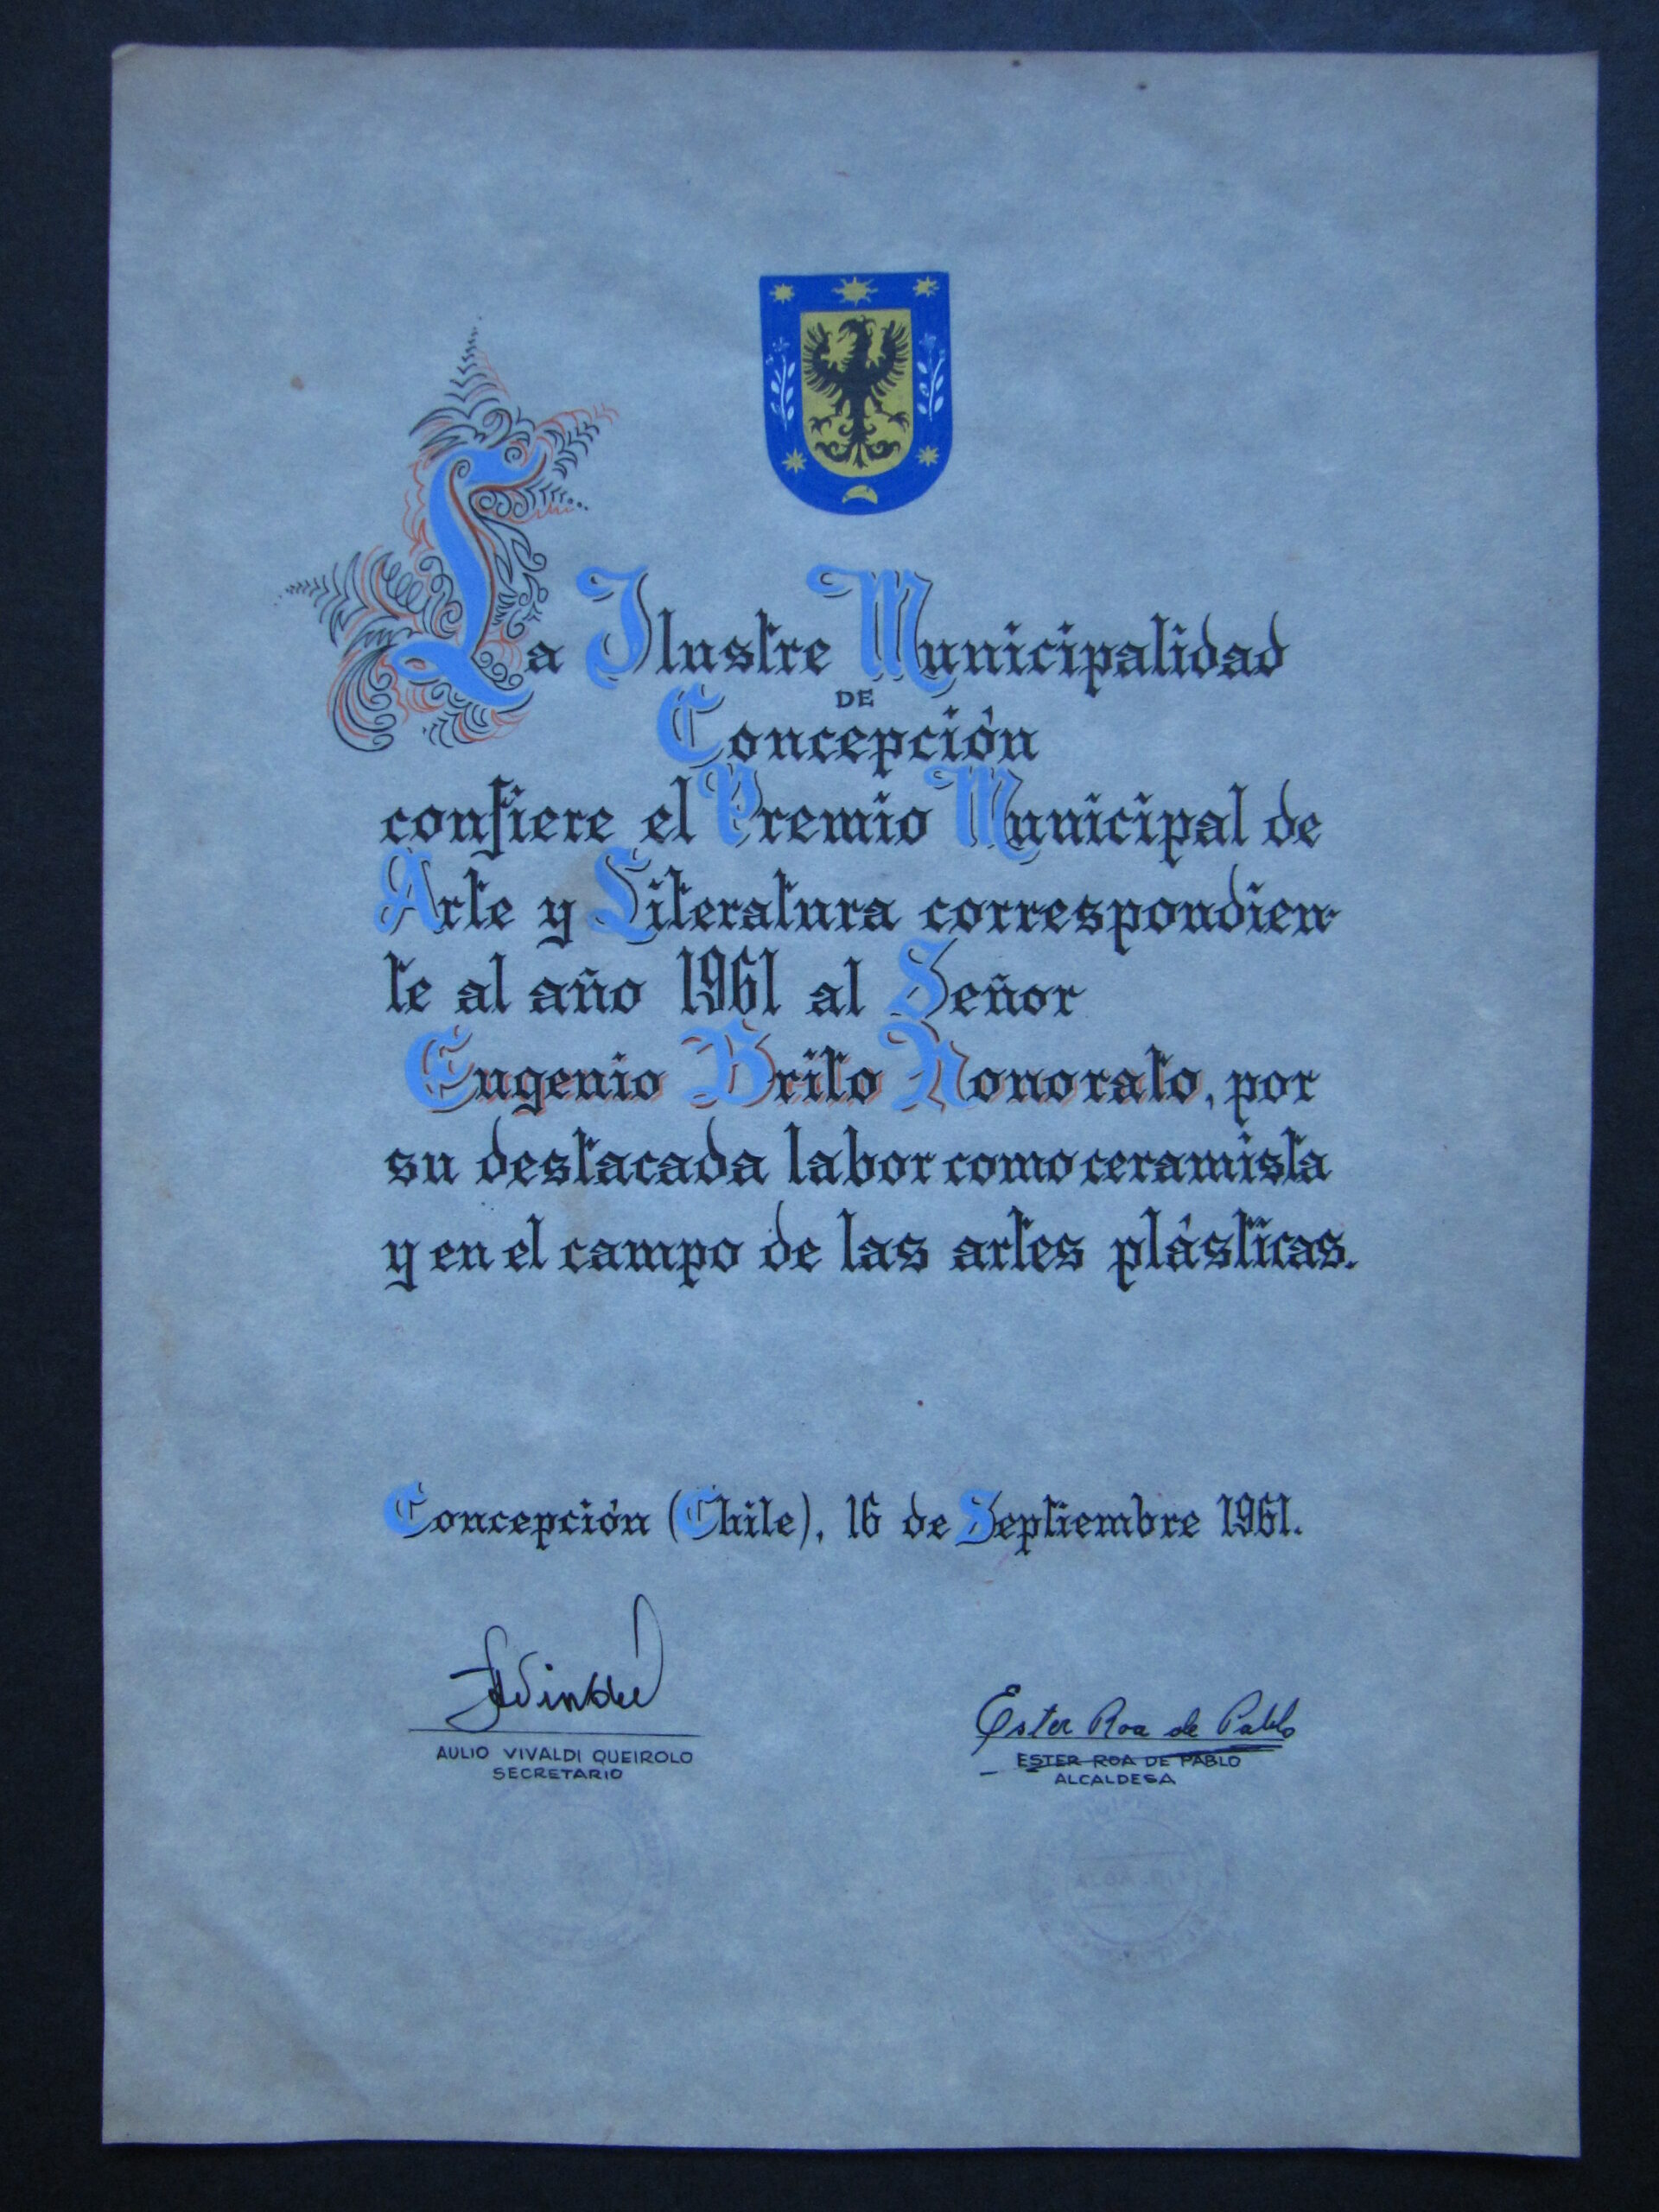 La Ilustre Municipalidad
DE
Concepción
confiere el Premio Municipal de
Arte y Literatura correspondien-
te al año 1961 al Señor
Eugenio Brito Honorato, por
su destacada labor como ceramista
y en el campo de las artes plásticas.
Concepción (Chile), 16 de Septiembre 1961.
Ester Roa de Pablo
AULIO VIVALDI QUEIROLO
SECRETARIO
ESTER ROA DE PABLO
ALCALDESA